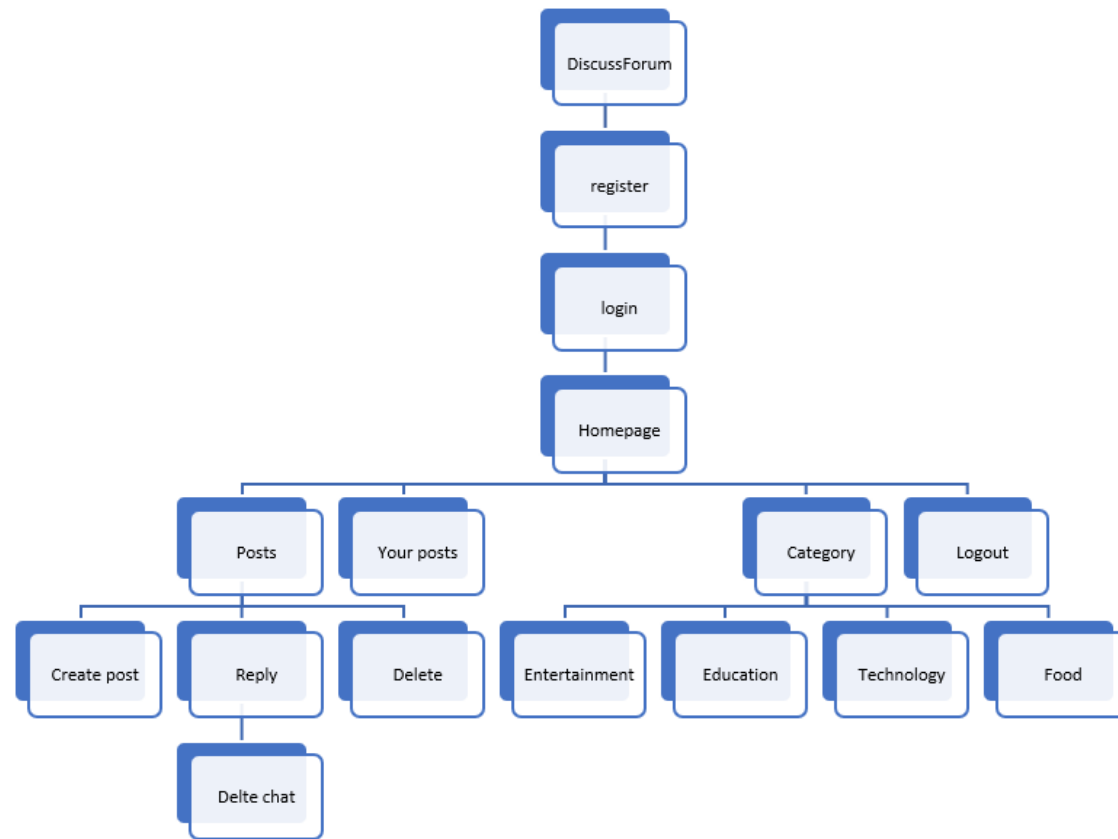 DiscussForum
register
login
Homepage
Posts
Your posts
Category
Logout
Create post
Reply
Delete
Entertainment
Education
Technology
Food
Delte chat